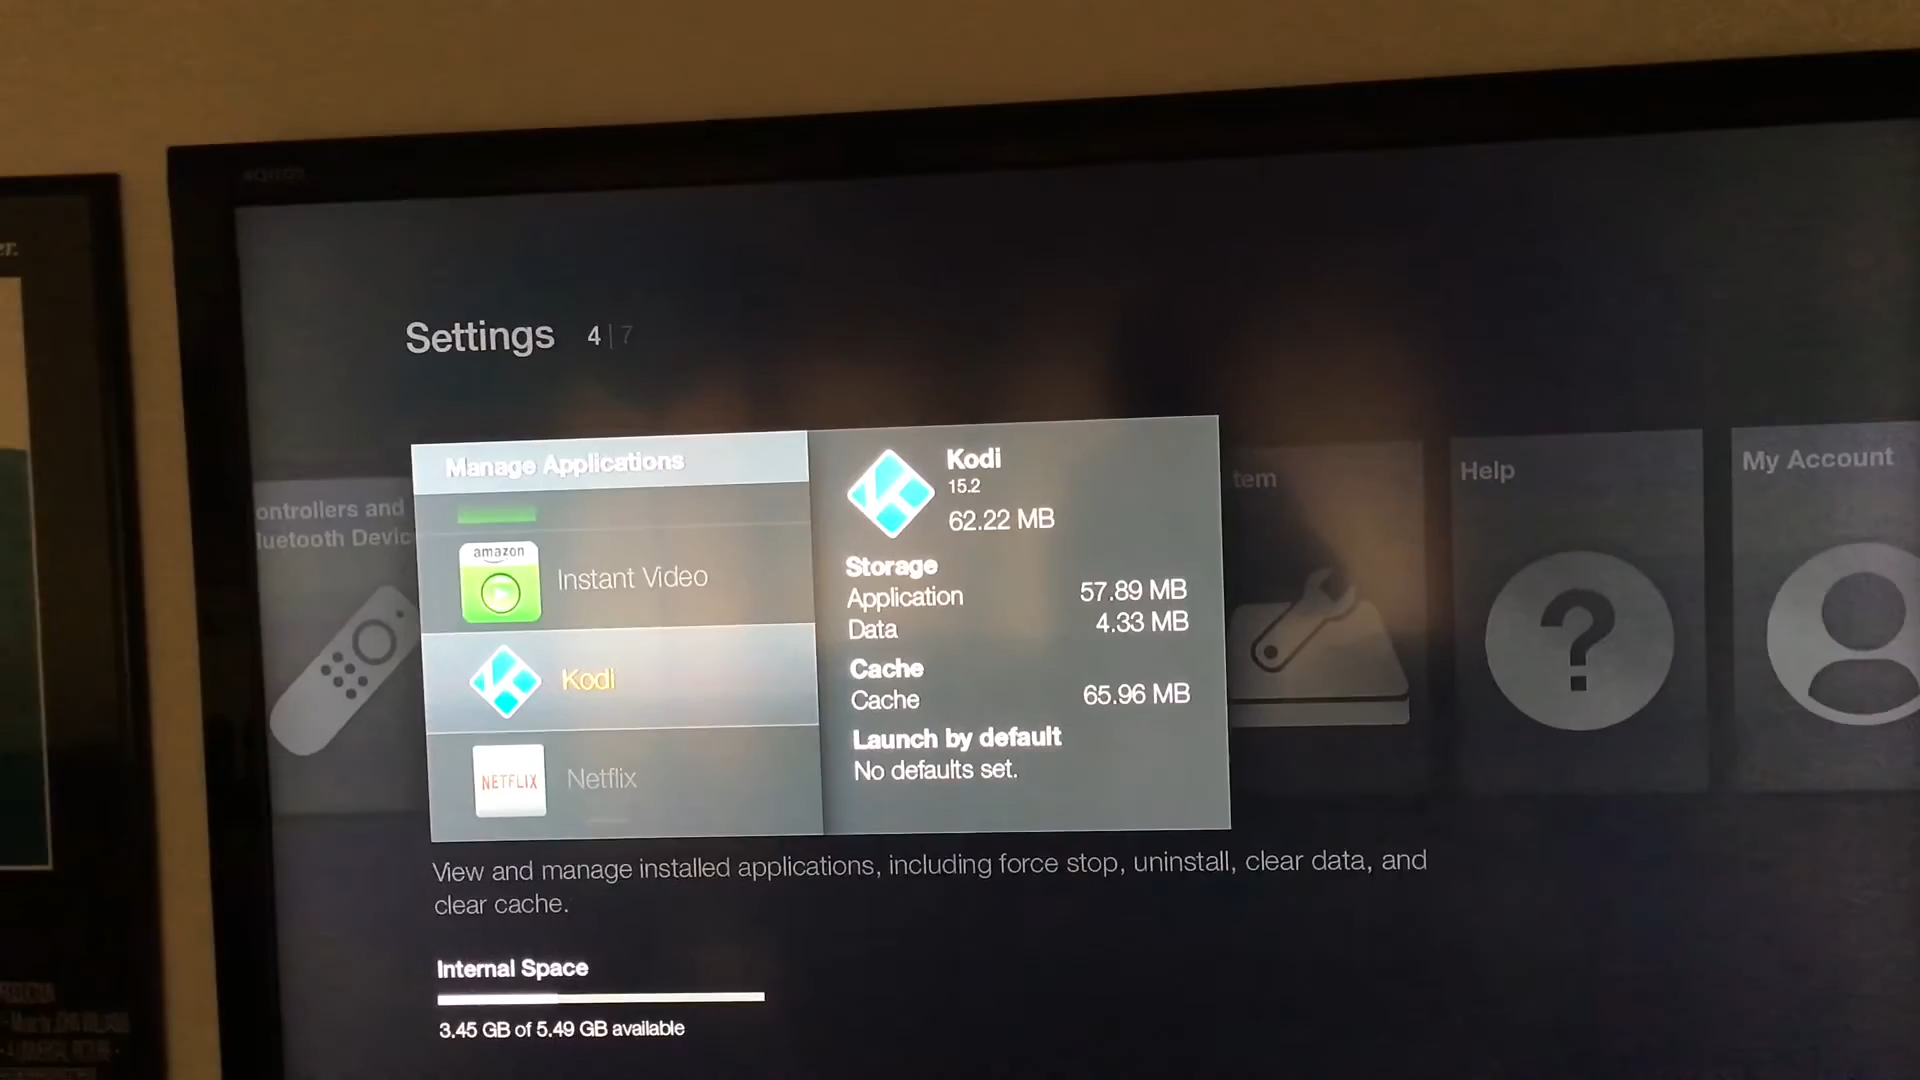 er.
Settings 4|7
Manage Applications
amazon
Instant Video
Kodi
NETFLIX
Netflix
Kodi
15.2
62.22 MB
Storage
Application 57.89 MB
Data 4.33 MB
Cache
Cache 65.96 MB
Launch by default
No defaults set.
ontrollers and
luetooth Devic
tem
Help
?
My Account
View and manage installed applications, including force stop, uninstall, clear data, and
clear cache.
Internal Space
3.45 GB of 5.49 GB available